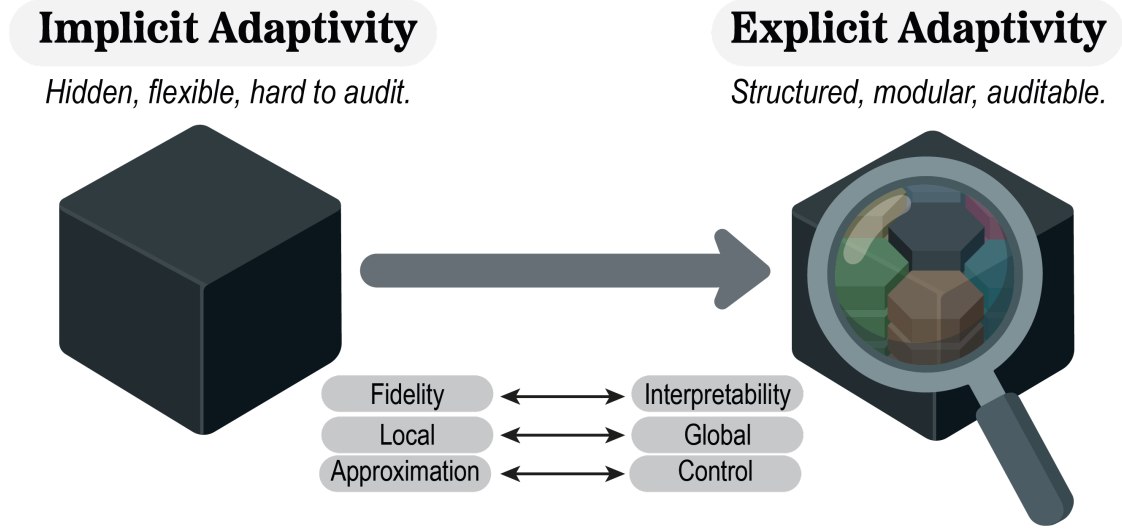 Implicit Adaptivity
Explicit Adaptivity
Hidden, flexible, hard to audit.
Structured, modular, auditable.
Fidelity
Interpretability
Local
Global
Approximation
Control